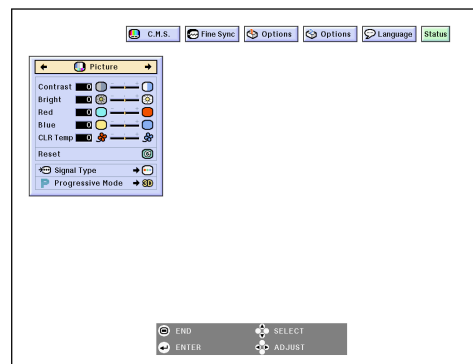 C.M.S. Fine Sync Options Options Language Status
Picture
Contrast 0
Bright 0
Red 0
Blue 0
CLR Temp 0
Reset
Signal Type
P Progressive Mode
END SELECT
ENTER ADJUST